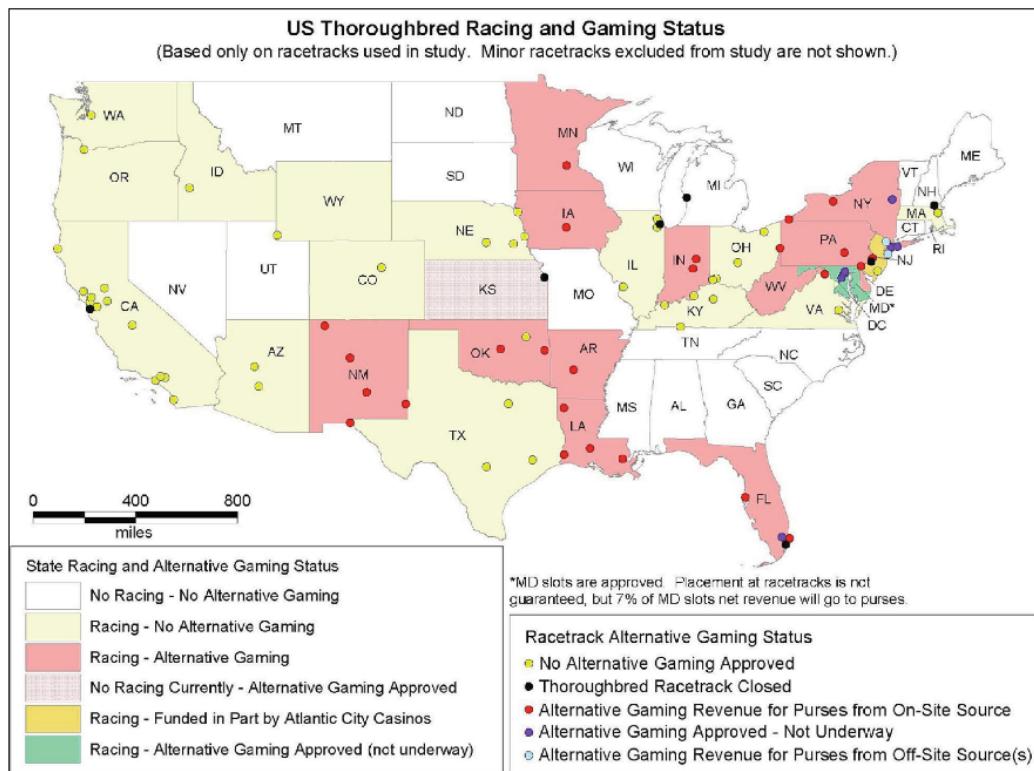 US Thoroughbred Racing and Gaming Status
(Based only on racetracks used in study. Minor racetracks excluded from study are not shown.)
WA
MT
ND
MN
ME
OR
ID
SD
WI
MI
VT
NH
NY
WY
IA
MA
CT
RI
NE
PA
NJ
NV
UT
CO
IL
IN
OH
WV
DE
MD*
DC
CA
KS
MO
KY
VA
TN
NC
AZ
NM
OK
AR
SC
MS
AL
GA
TX
LA
FL
0 400 800
miles
State Racing and Alternative Gaming Status
No Racing - No Alternative Gaming
Racing - No Alternative Gaming
Racing - Alternative Gaming
No Racing Currently - Alternative Gaming Approved
Racing - Funded in Part by Atlantic City Casinos
Racing - Alternative Gaming Approved (not underway)
*MD slots are approved. Placement at racetracks is not
guaranteed, but 7% of MD slots net revenue will go to purses.
Racetrack Alternative Gaming Status
No Alternative Gaming Approved
Thoroughbred Racetrack Closed
Alternative Gaming Revenue for Purses from On-Site Source
Alternative Gaming Approved - Not Underway
Alternative Gaming Revenue for Purses from Off-Site Source(s)